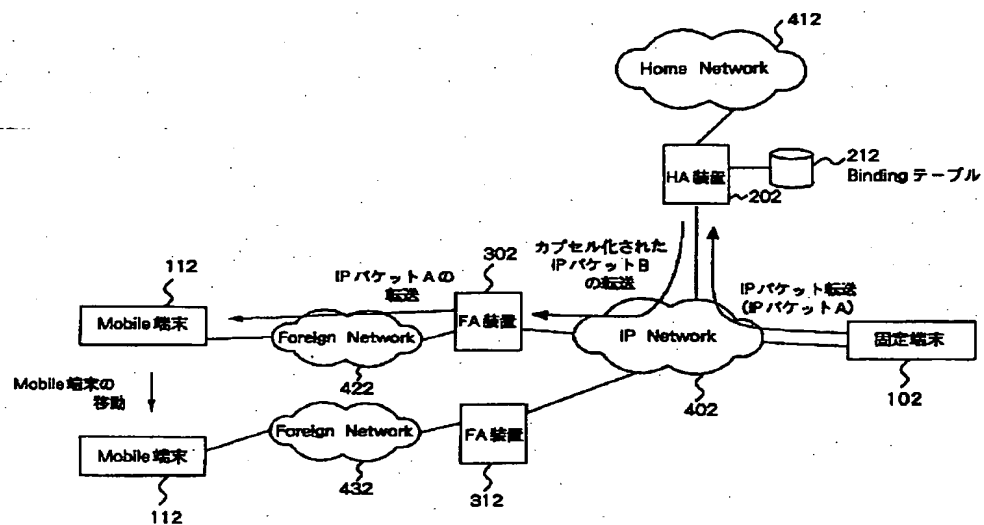 412
Home Network
HA装置
212
Bindingテーブル
202
カプセル化された
IPパケットB
の転送
302
IPパケットAの
転送
112
IPパケット転送
(IPパケットA)
Mobile端末
Foreign Network
FA装置
IP Network
固定端末
422
402
102
Mobile端末の
移動
Foreign Network
FA装置
Mobile端末
432
312
112